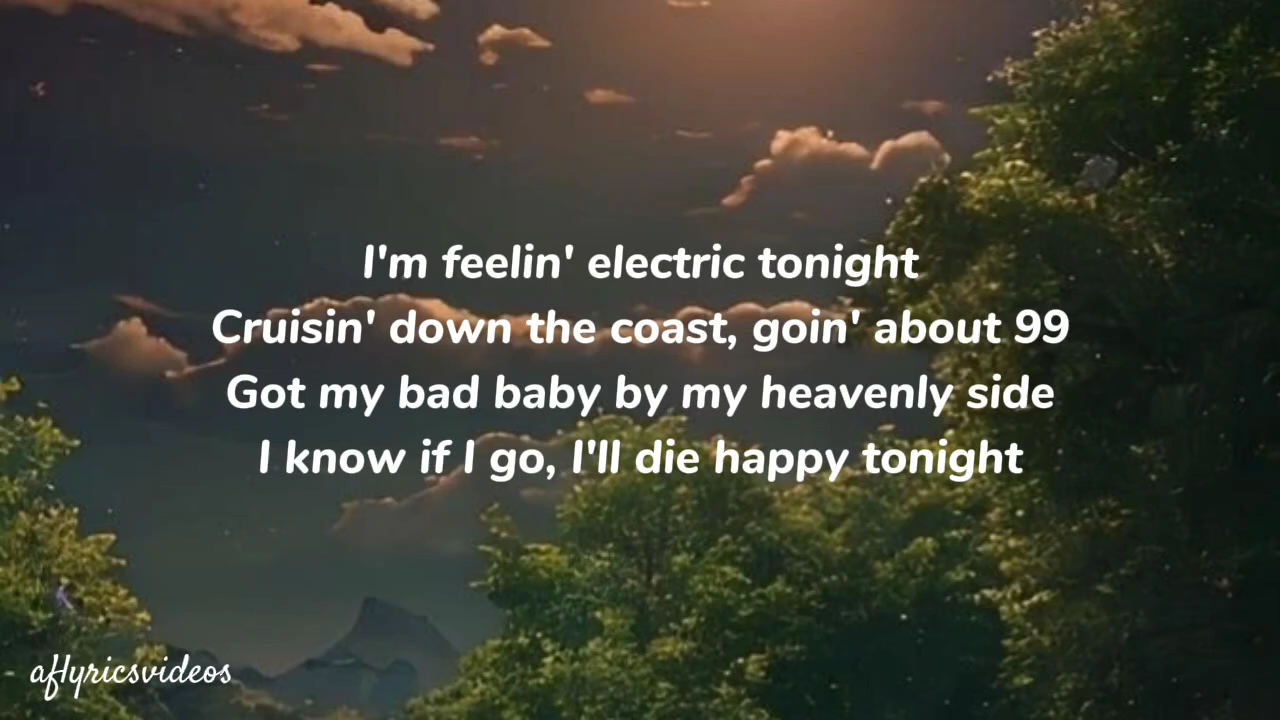 I'm feelin' electric tonight
Cruisin' down the coast, goin' about 99
Got my bad baby by my heavenly side
I know if I go, I'll die happy tonight
aflyricsvideos